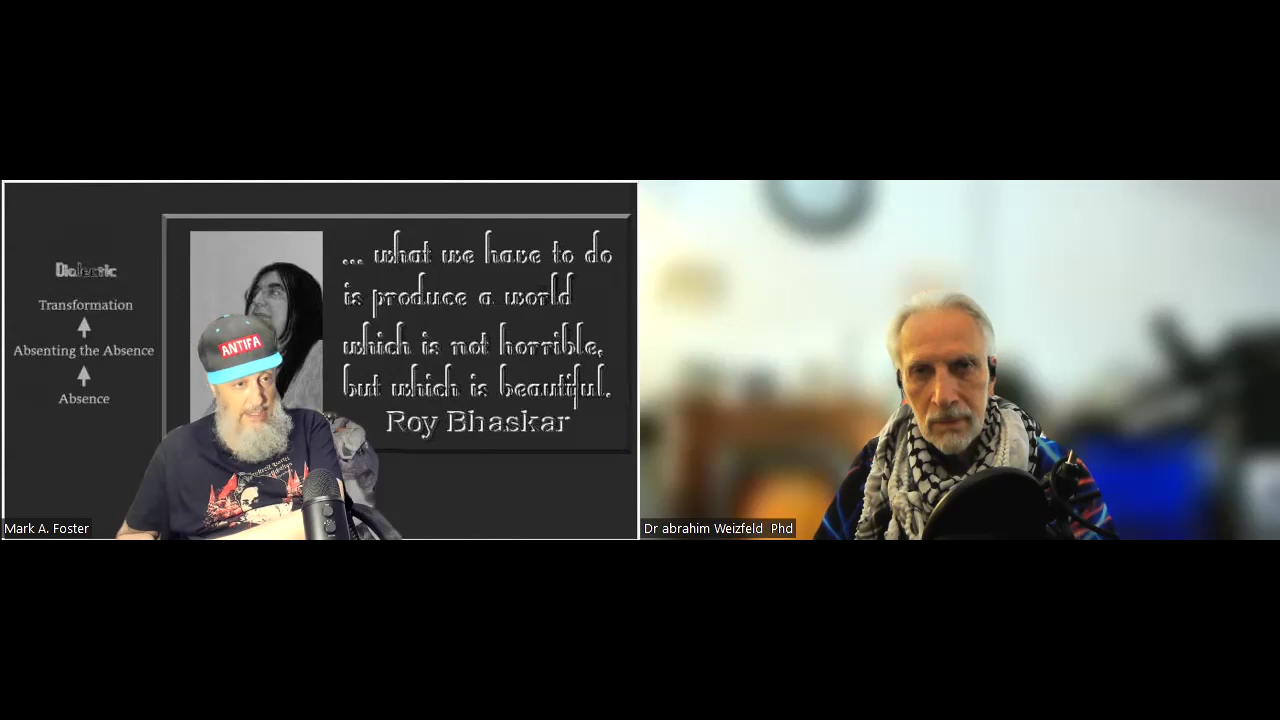 Dialectic
Transformation
Absenting the Absence
Absence
... what we have to do
is produce a world
which is not horrible,
but which is beautiful.
Roy Bhaskar
ANTIFA
Mark A. Foster
Dr abrahim Weizfeld Phd